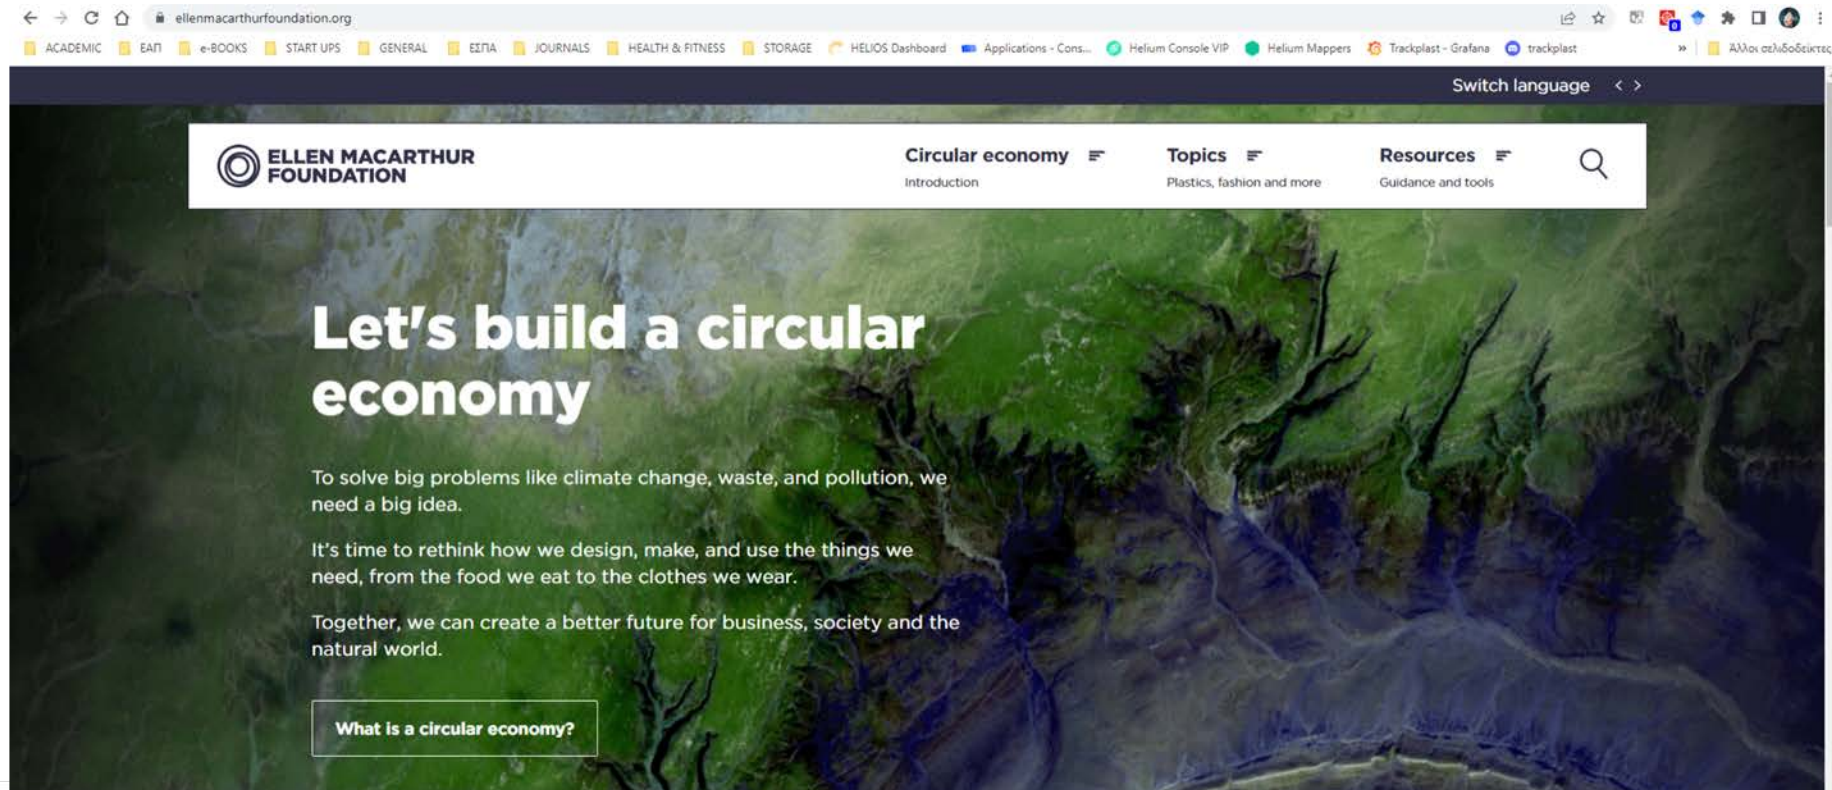 ellenmacarthurfoundation.org
ACADEMIC ΕΑΠ e-BOOKS START UPS GENERAL ΕΣΠΑ JOURNALS HEALTH & FITNESS STORAGE HELIOS Dashboard Applications - Cons... Helium Console VIP Helium Mappers Trackplast - Grafana trackplast » Άλλοι σελιδοδείκτες
Switch language < >
ELLEN MACARTHUR
FOUNDATION
Circular economy
Introduction
Topics
Plastics, fashion and more
Resources
Guidance and tools
Let's build a circular
economy
To solve big problems like climate change, waste, and pollution, we
need a big idea.
It's time to rethink how we design, make, and use the things we
need, from the food we eat to the clothes we wear.
Together, we can create a better future for business, society and the
natural world.
What is a circular economy?